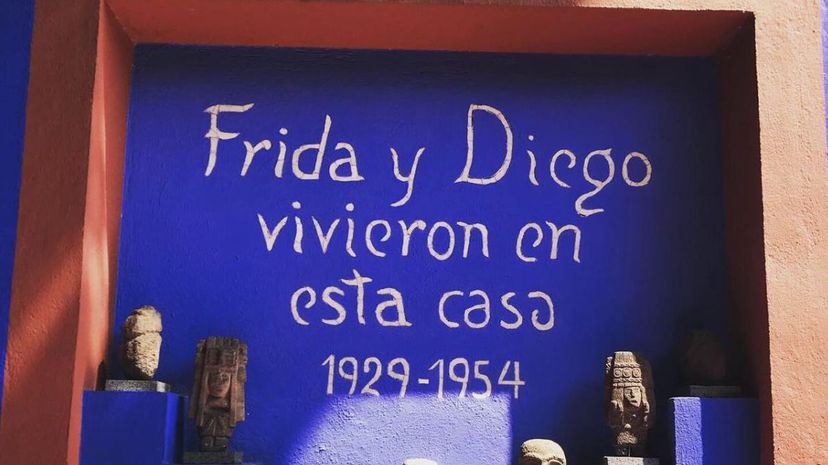 Frida y Diego
vivieron en
esta casa
1929-1954